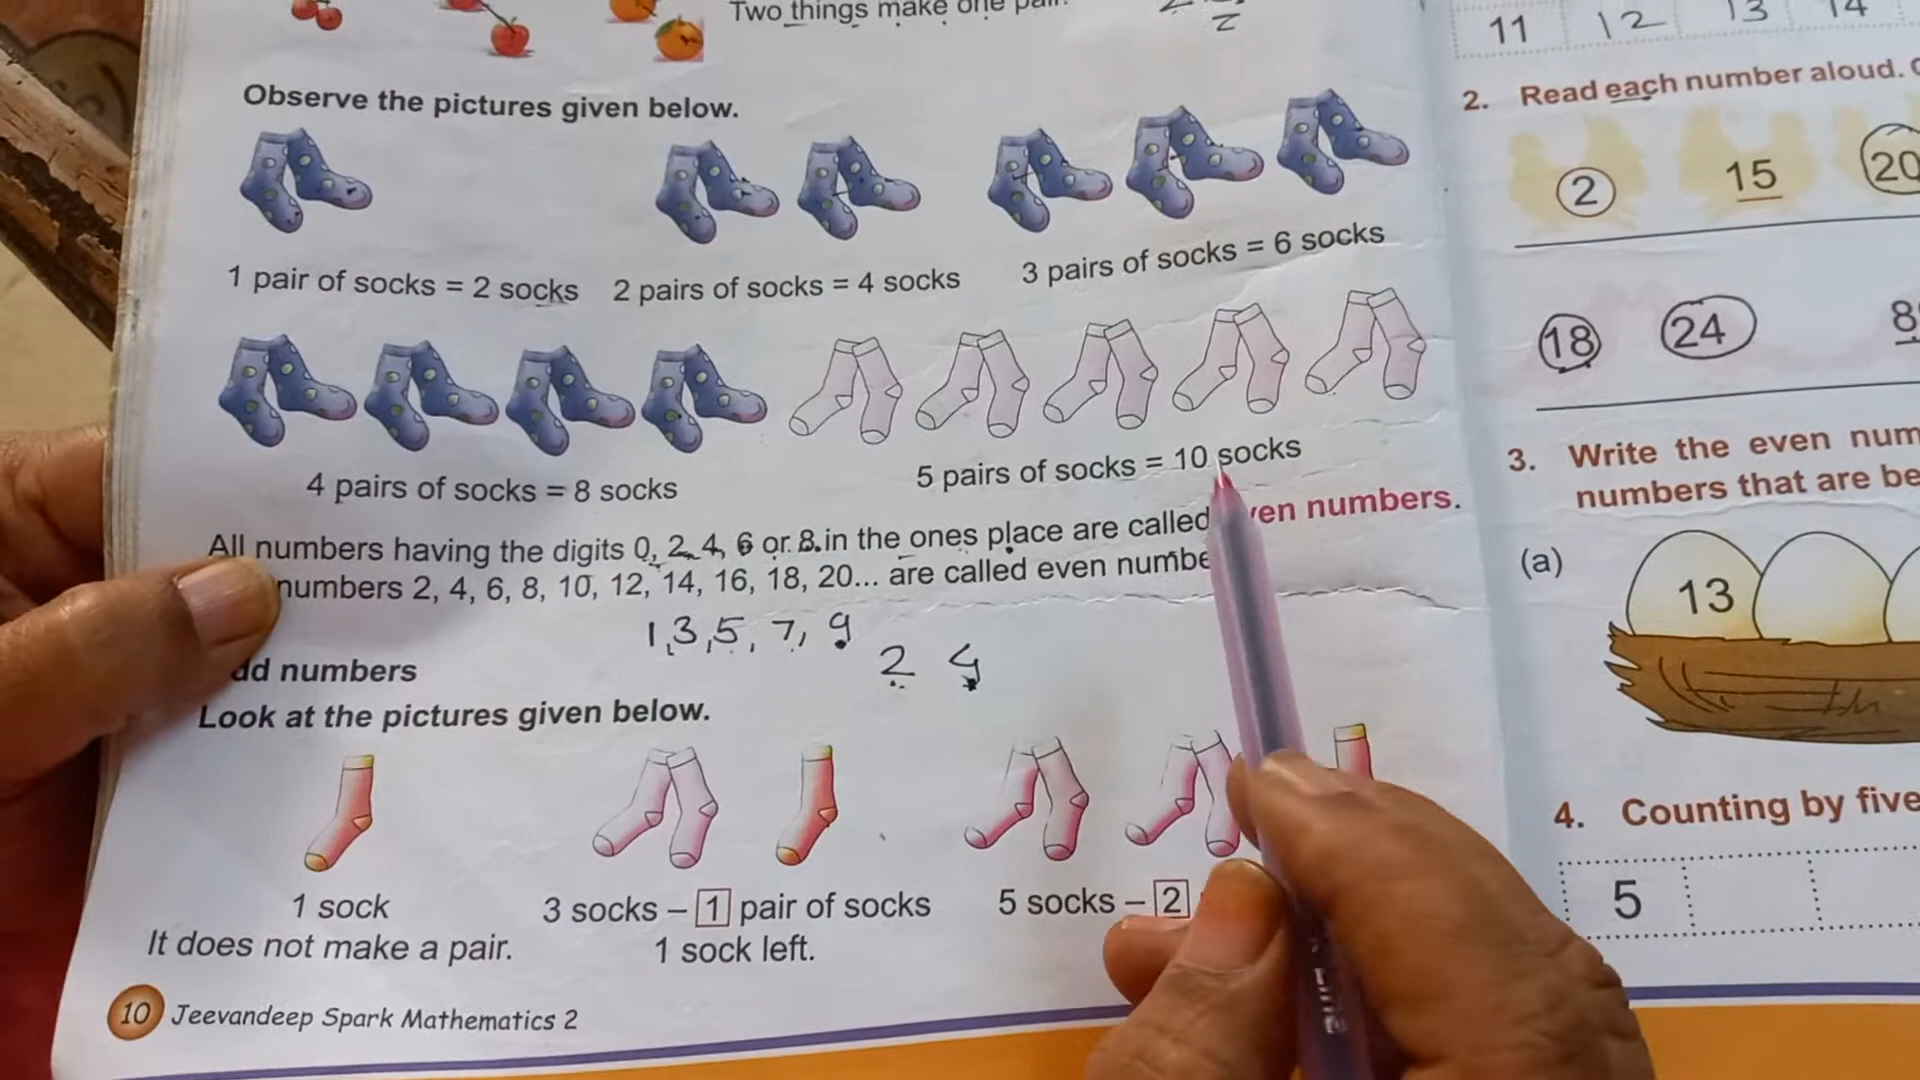 Two things make one pair.
2
Observe the pictures given below.
1 pair of socks = 2 socks
2 pairs of socks = 4 socks
3 pairs of socks = 6 socks
4 pairs of socks = 8 socks
5 pairs of socks = 10 socks
All numbers having the digits 0, 2, 4, 6 or 8 in the ones place are called ven numbers.
numbers 2, 4, 6, 8, 10, 12, 14, 16, 18, 20... are called even numbe
1,3,5,7,9
2 4
dd numbers
Look at the pictures given below.
1 sock
It does not make a pair.
3 socks – 1 pair of socks
1 sock left.
5 socks – 2
10 Jeevandeep Spark Mathematics 2
11 12 13 14
2. Read each number aloud.
2 15 20
18 24 8
3. Write the even num
numbers that are be
(a) 13
4. Counting by five
5